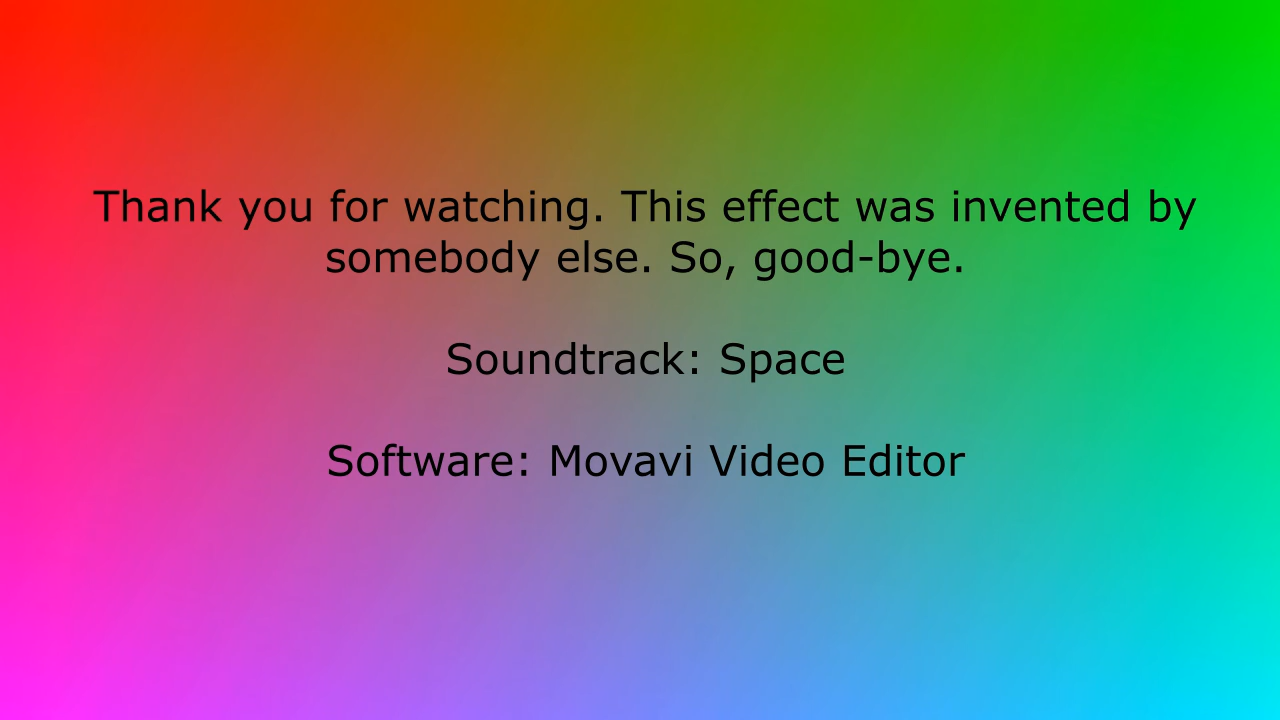 Thank you for watching. This effect was invented by
somebody else. So, good-bye.
Soundtrack: Space
Software: Movavi Video Editor